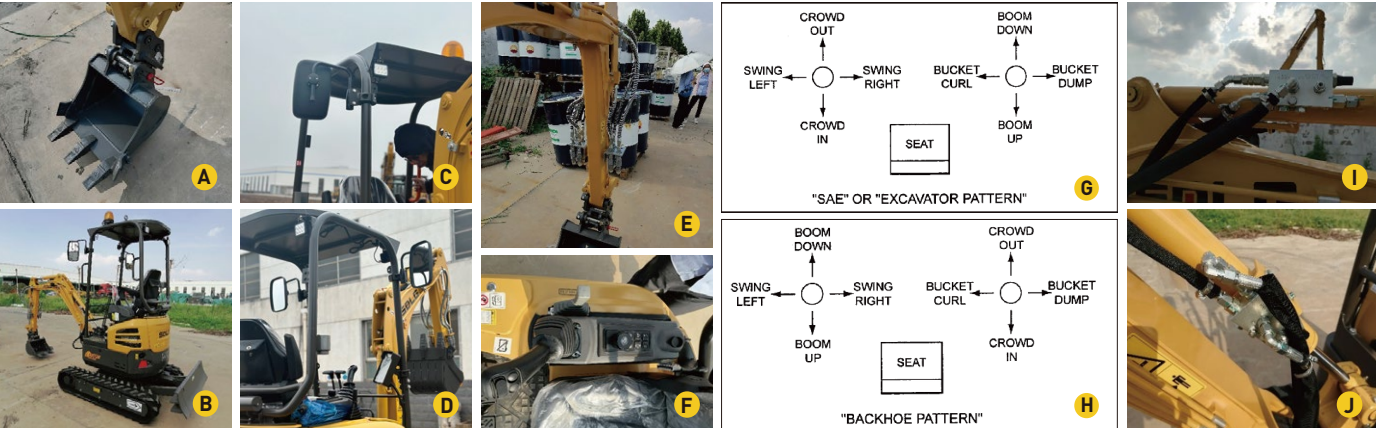 A
B
C
D
E
F
CROWD
OUT
SWING
LEFT
SWING
RIGHT
CROWD
IN
BOOM
DOWN
BUCKET
CURL
BUCKET
DUMP
BOOM
UP
SEAT
"SAE" OR "EXCAVATOR PATTERN"
G
BOOM
DOWN
SWING
LEFT
SWING
RIGHT
BOOM
UP
CROWD
OUT
BUCKET
CURL
BUCKET
DUMP
CROWD
IN
SEAT
"BACKHOE PATTERN"
H
I
J